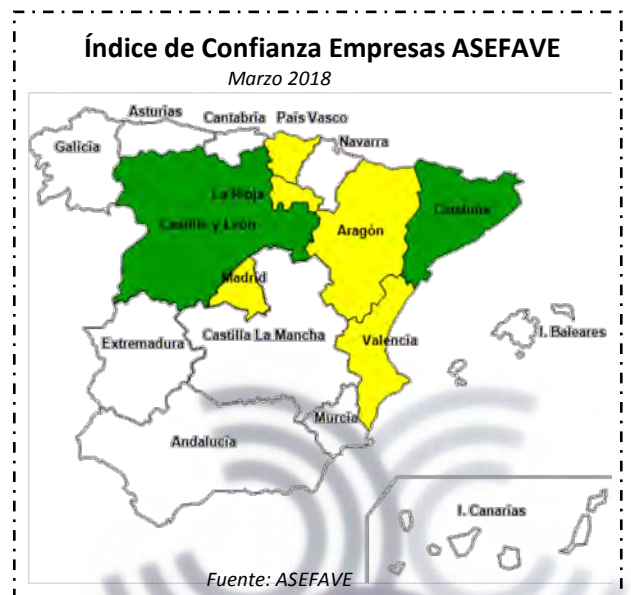 Índice de Confianza Empresas ASEFAVE
Marzo 2018
Asturias
Cantabria
País Vasco
Galicia
Navarra
La Rioja
Castilla y León
Cataluña
Aragón
Madrid
I. Baleares
Castilla La Mancha
Valencia
Extremadura
Murcia
Andalucía
I. Canarias
Fuente: ASEFAVE